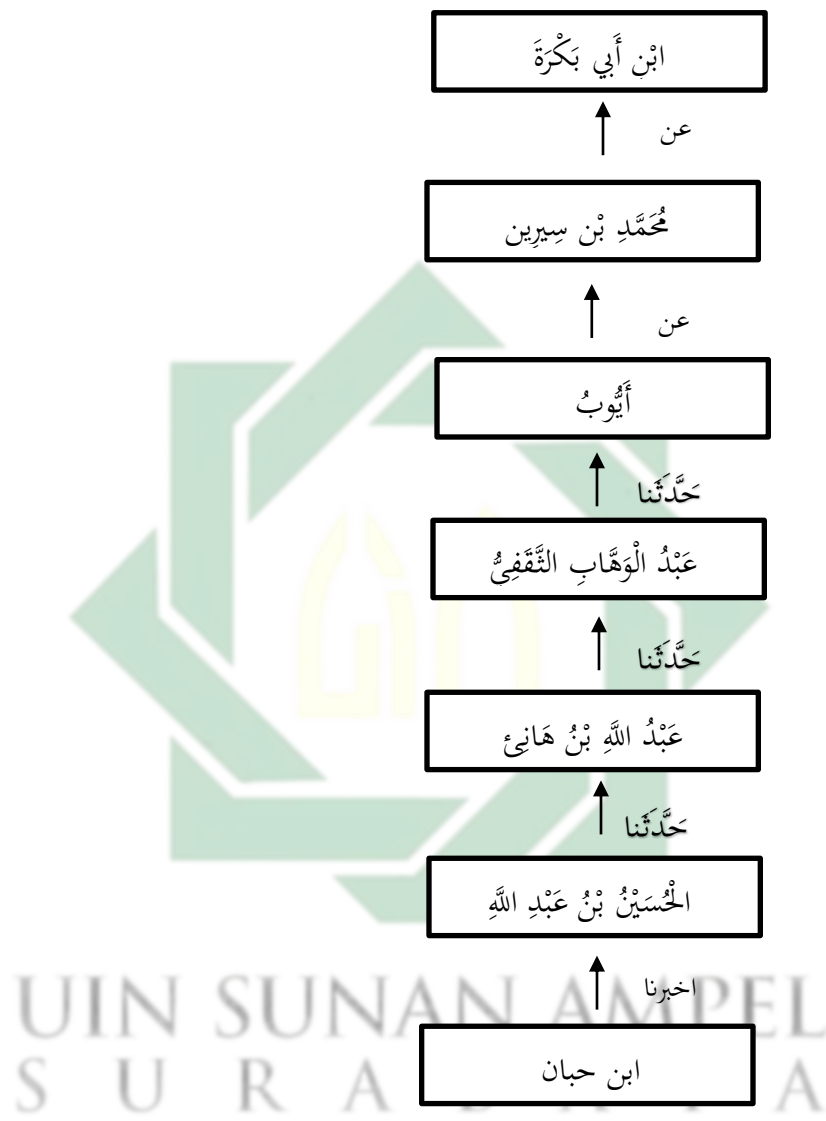 ابْن أَبِي بَكْرَةَ
عن
مُحَمَّدِ بْن سِيرِين
عن
أَيُّوبُ
حَدَّثَنا
عَبْدُ الْوَهَّابِ الثَّقَفِيُّ
حَدَّثَنا
عَبْدُ اللَّهِ بْنُ هَانِئ
حَدَّثَنا
الْحُسَيْنُ بْنُ عَبْدِ اللَّهِ
اخبرنا
ابن حبان
UIN SUNAN AMPEL
S U R A B A Y A